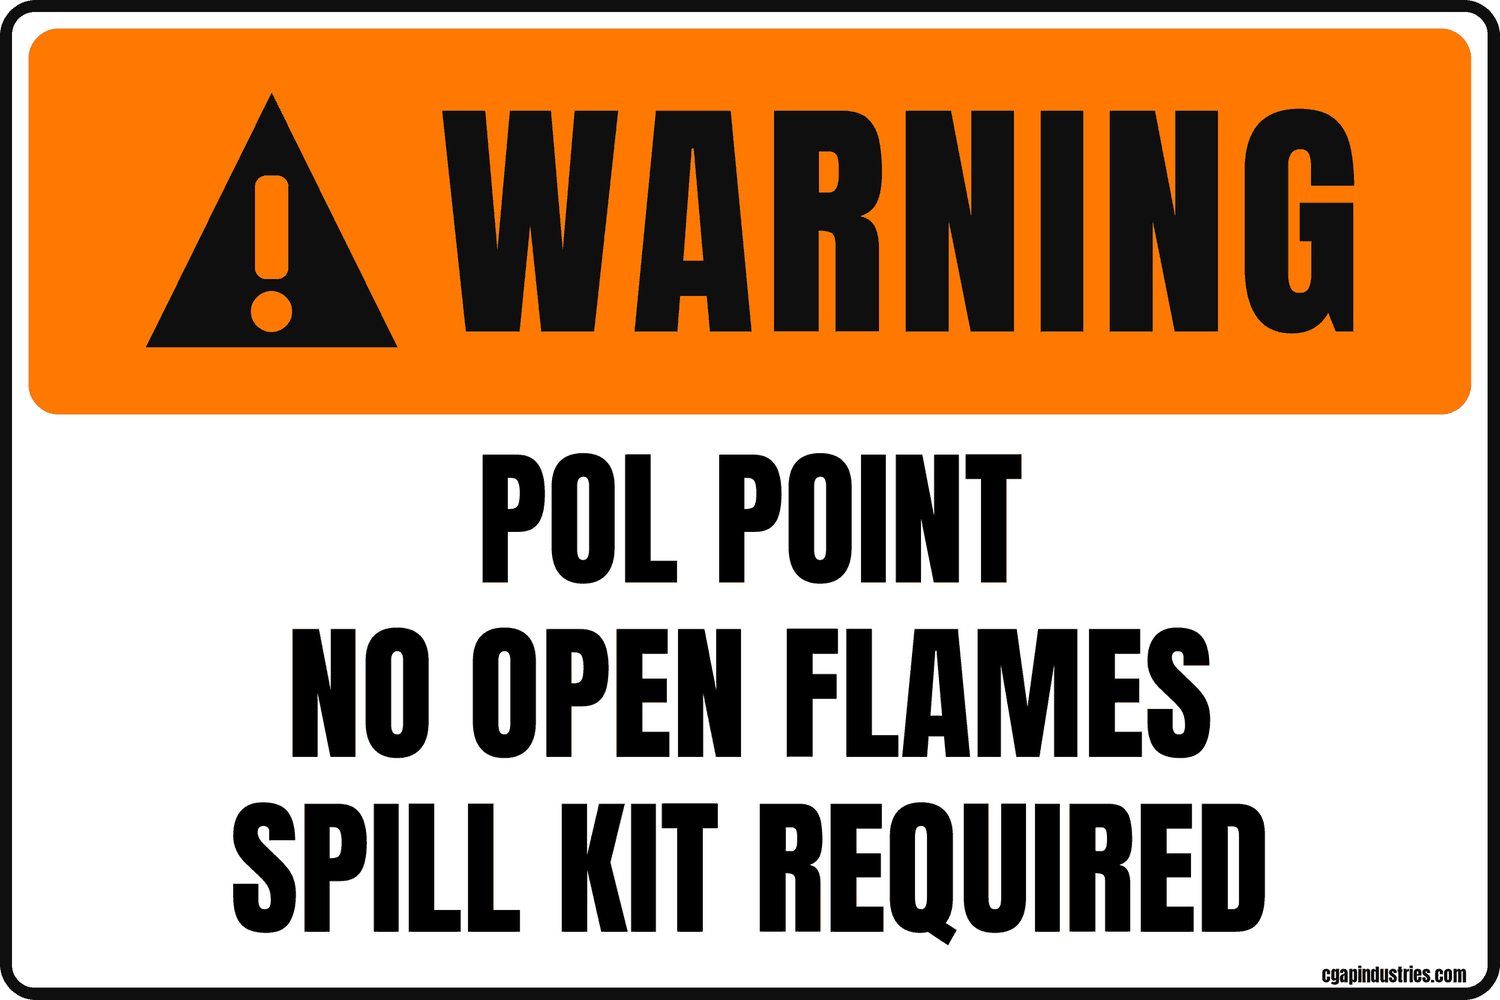 WARNING
POL POINT
NO OPEN FLAMES
SPILL KIT REQUIRED
cgapindustries.com